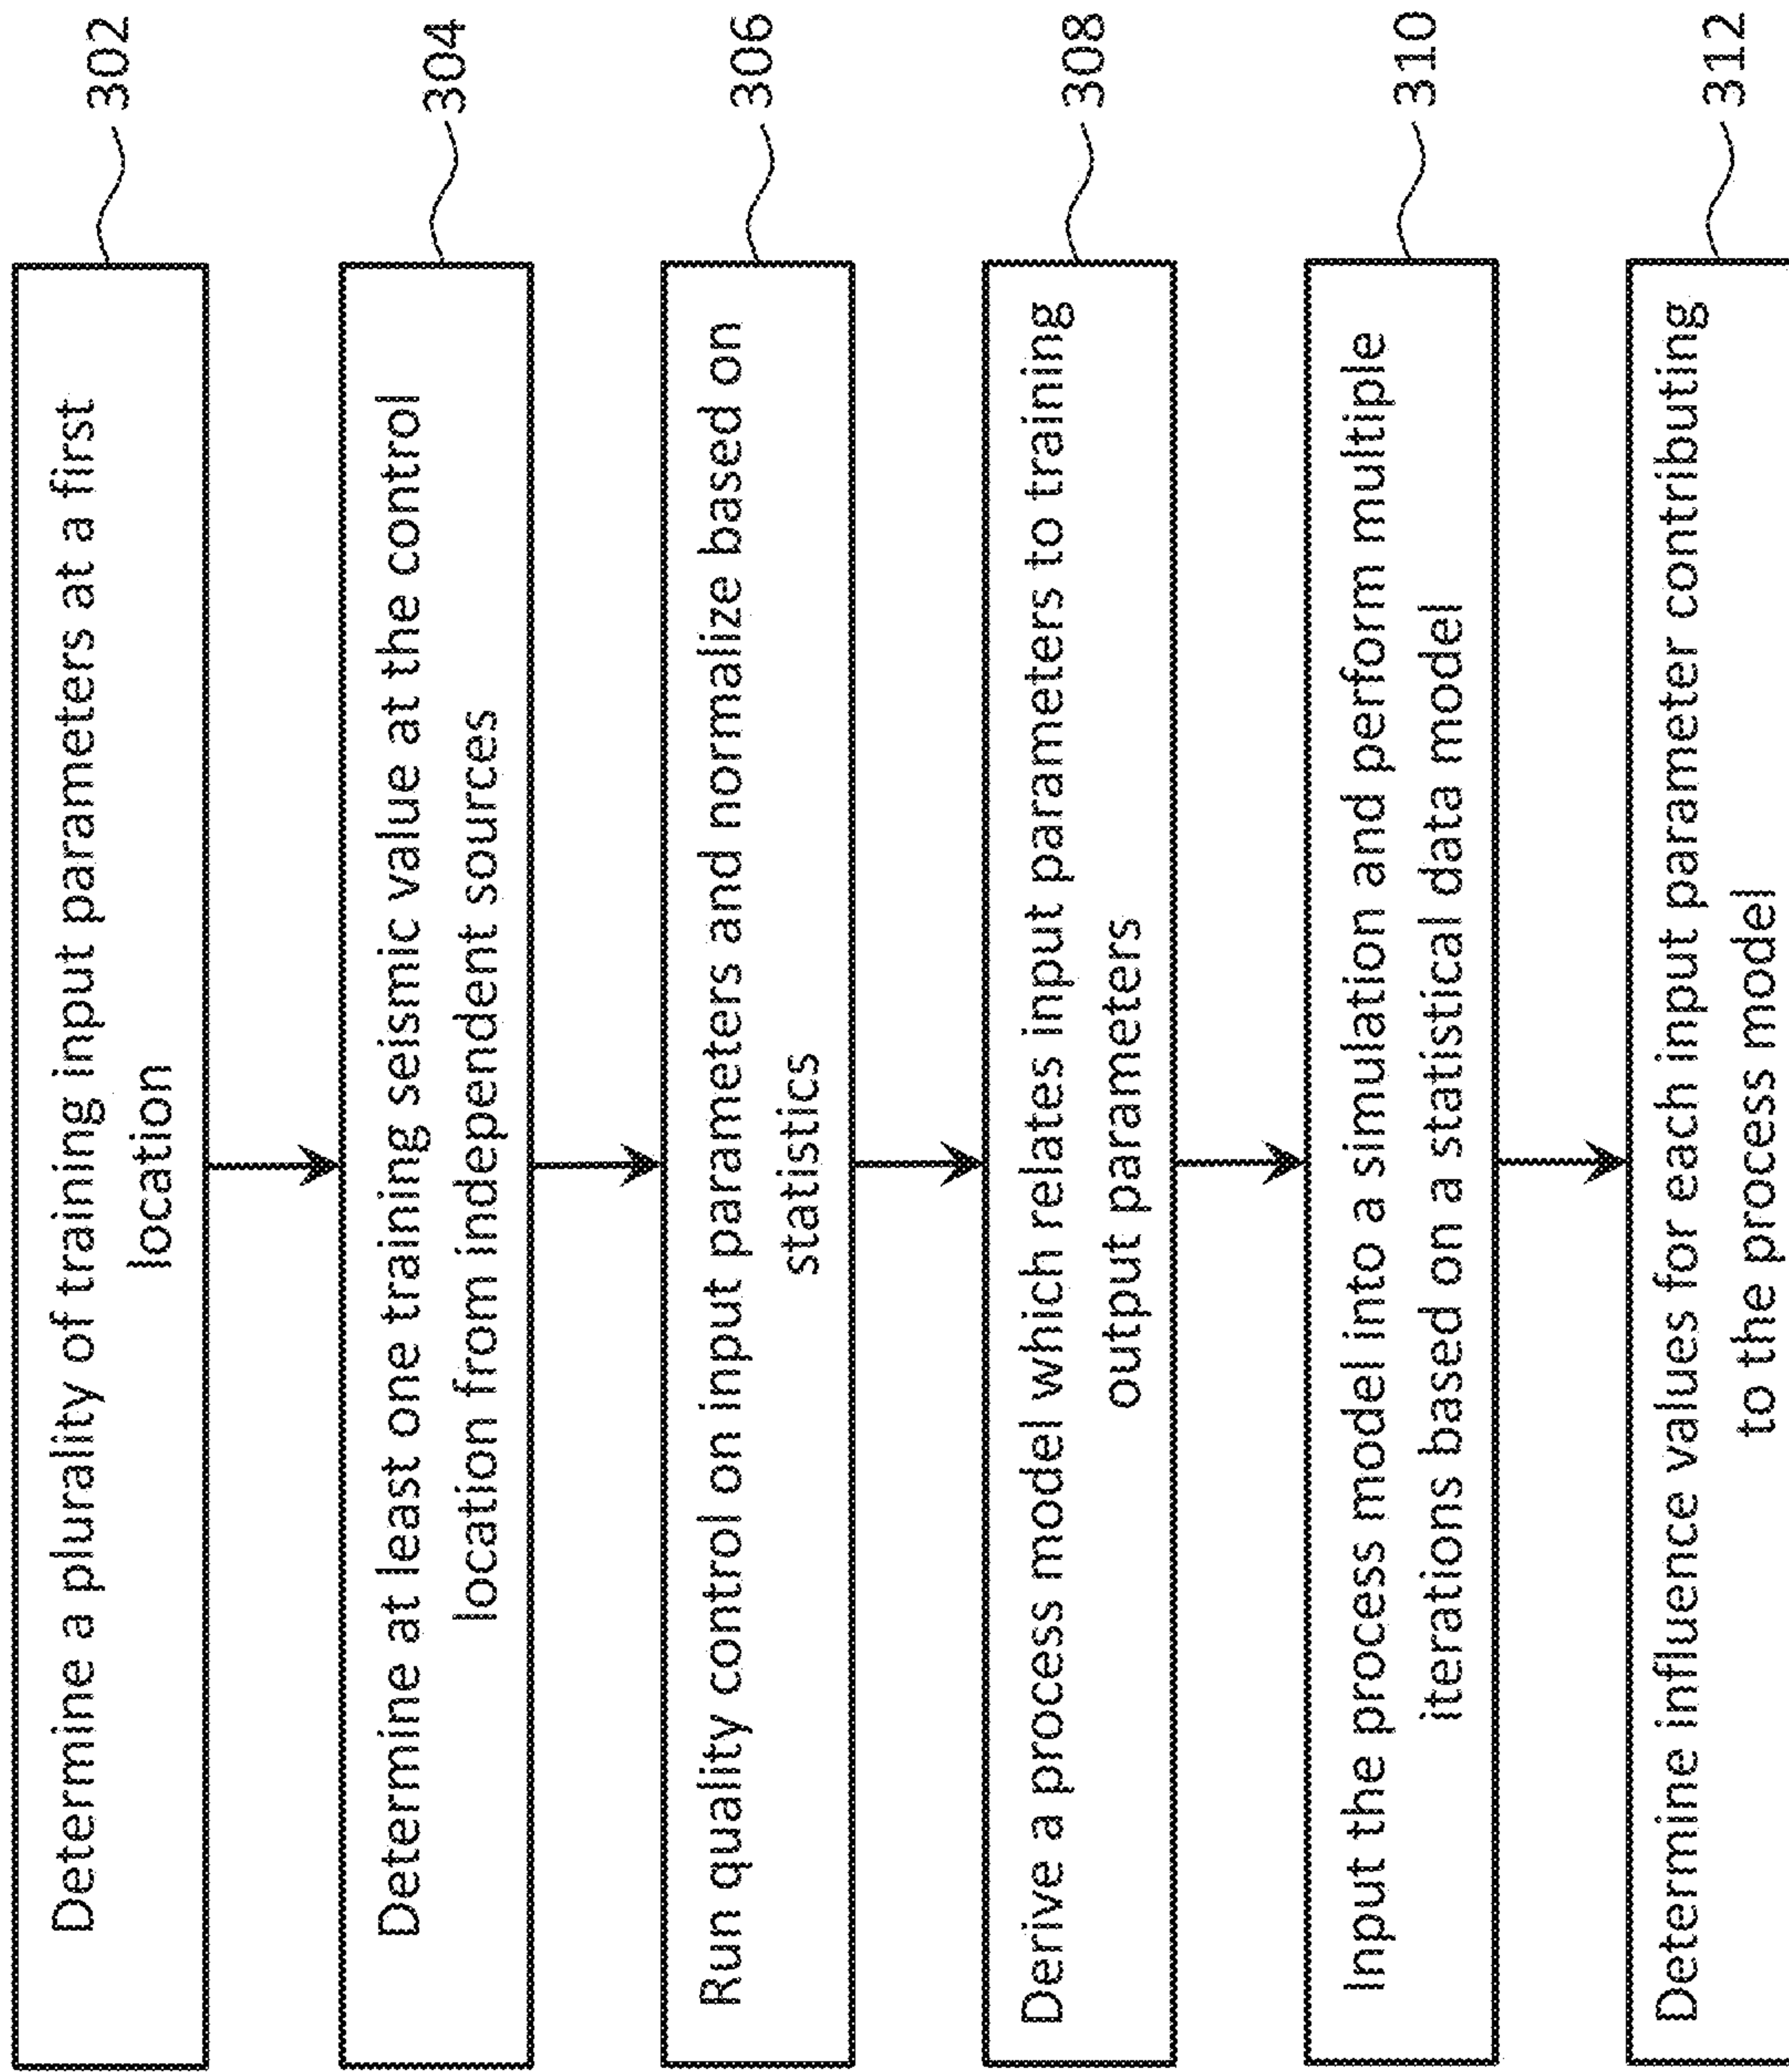 Determine a plurality of training input parameters at a first
location
302
Determine at least one training seismic value at the control
location from independent sources
304
Run quality control on input parameters and normalize based on
statistics
306
Derive a process model which relates input parameters to training
output parameters
308
Input the process model into a simulation and perform multiple
iterations based on a statistical data model
310
Determine influence values for each input parameter contributing
to the process model
312